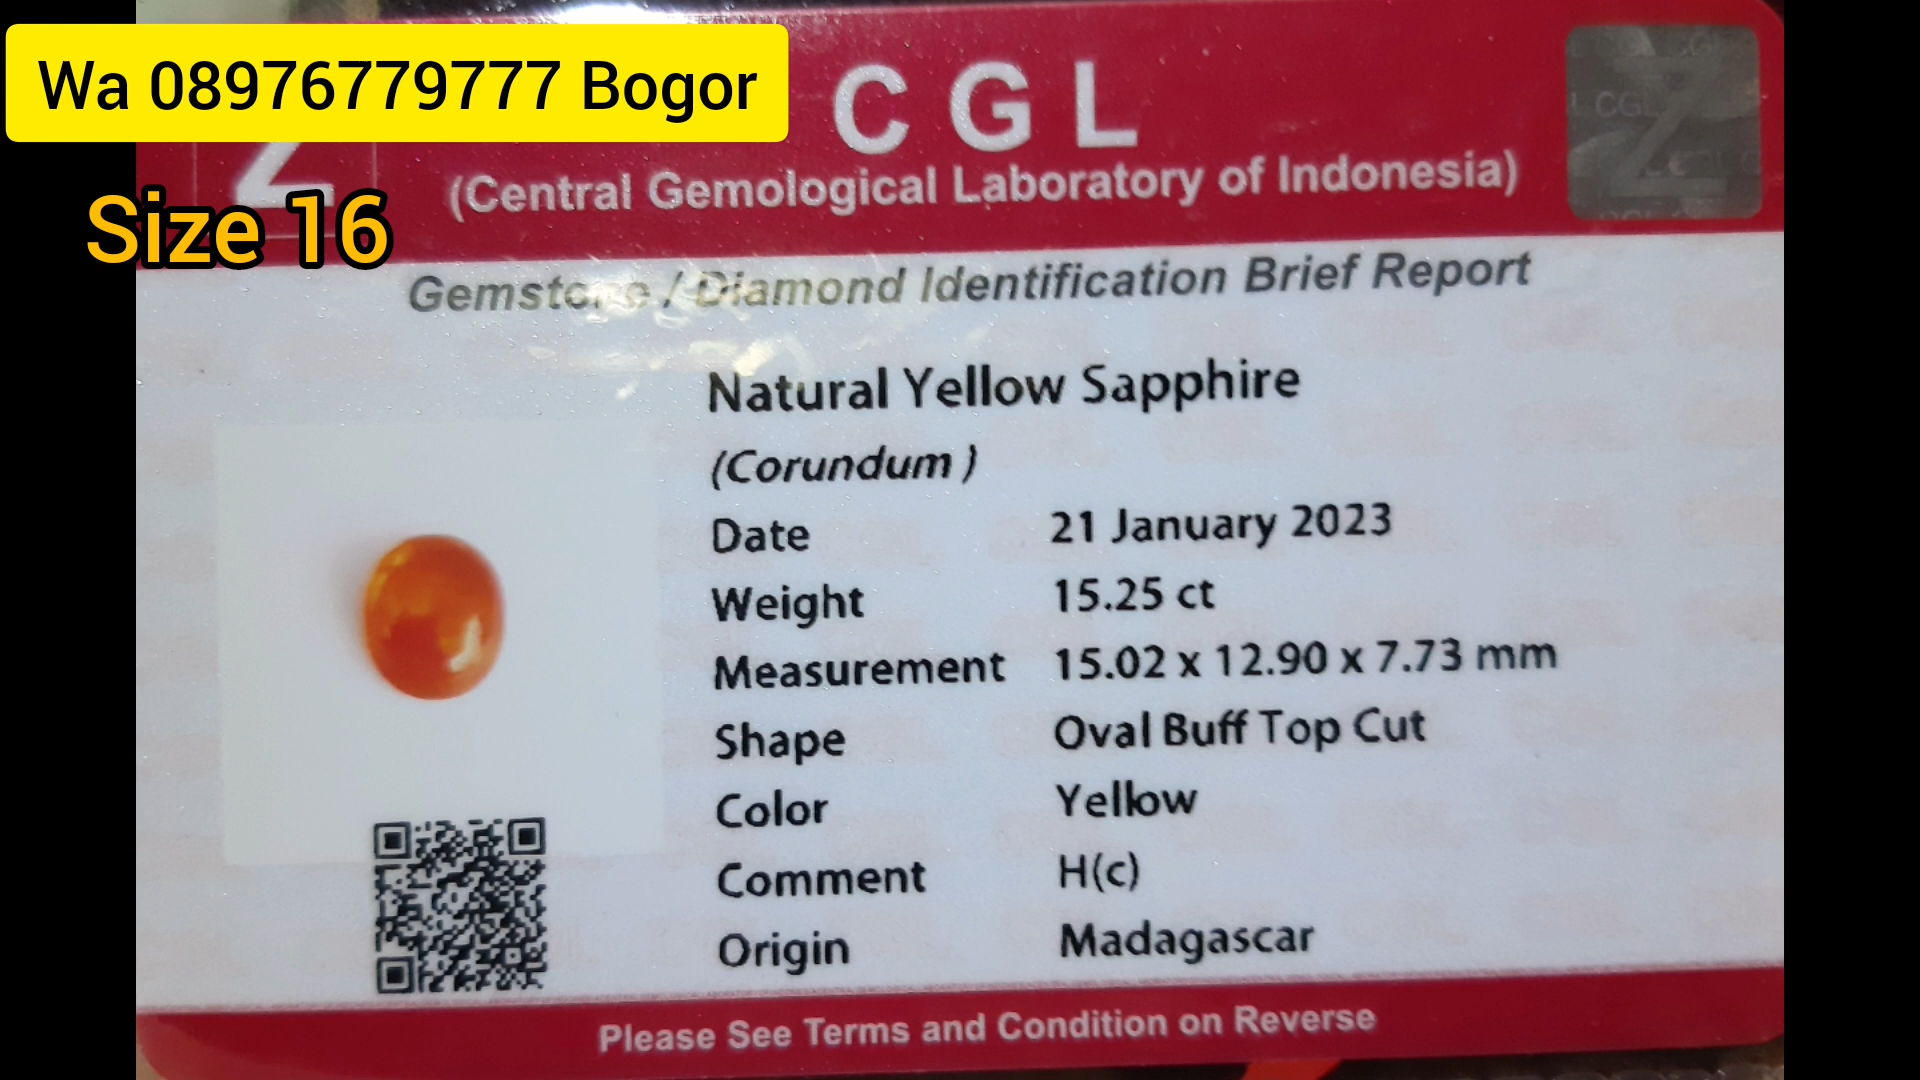 Wa 08976779777 Bogor
CGL
(Central Gemological Laboratory of Indonesia)
Size 16
Gemstone / Diamond Identification Brief Report
Natural Yellow Sapphire
(Corundum )
Date 21 January 2023
Weight 15.25 ct
Measurement 15.02 x 12.90 x 7.73 mm
Shape Oval Buff Top Cut
Color Yellow
Comment H(c)
Origin Madagascar
Please See Terms and Condition on Reverse